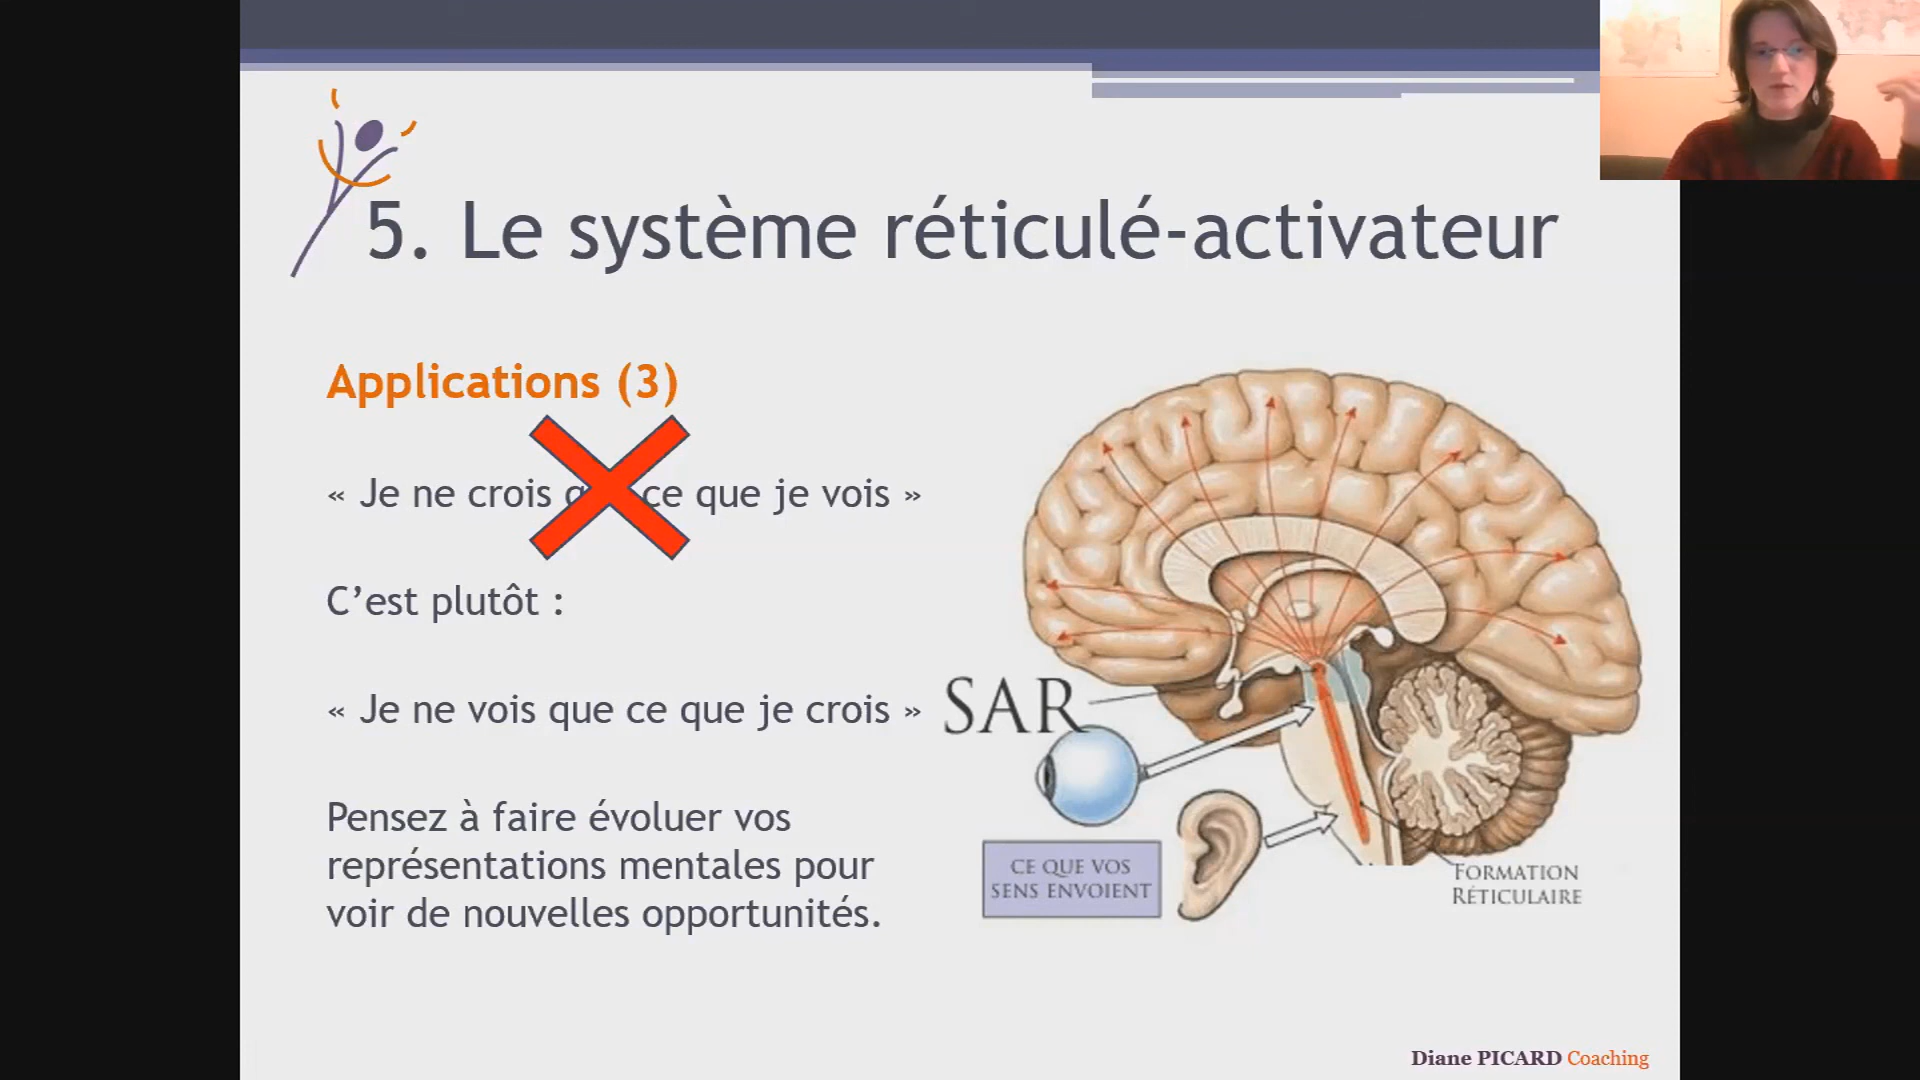 5. Le système réticulé-activateur
Applications (3)
« Je ne crois ce que je vois »
C’est plutôt :
« Je ne vois que ce que je crois »
Pensez à faire évoluer vos
représentations mentales pour
voir de nouvelles opportunités.
SAR
CE QUE VOS
SENS ENVOIENT
FORMATION
RÉTICULAIRE
Diane PICARD Coaching